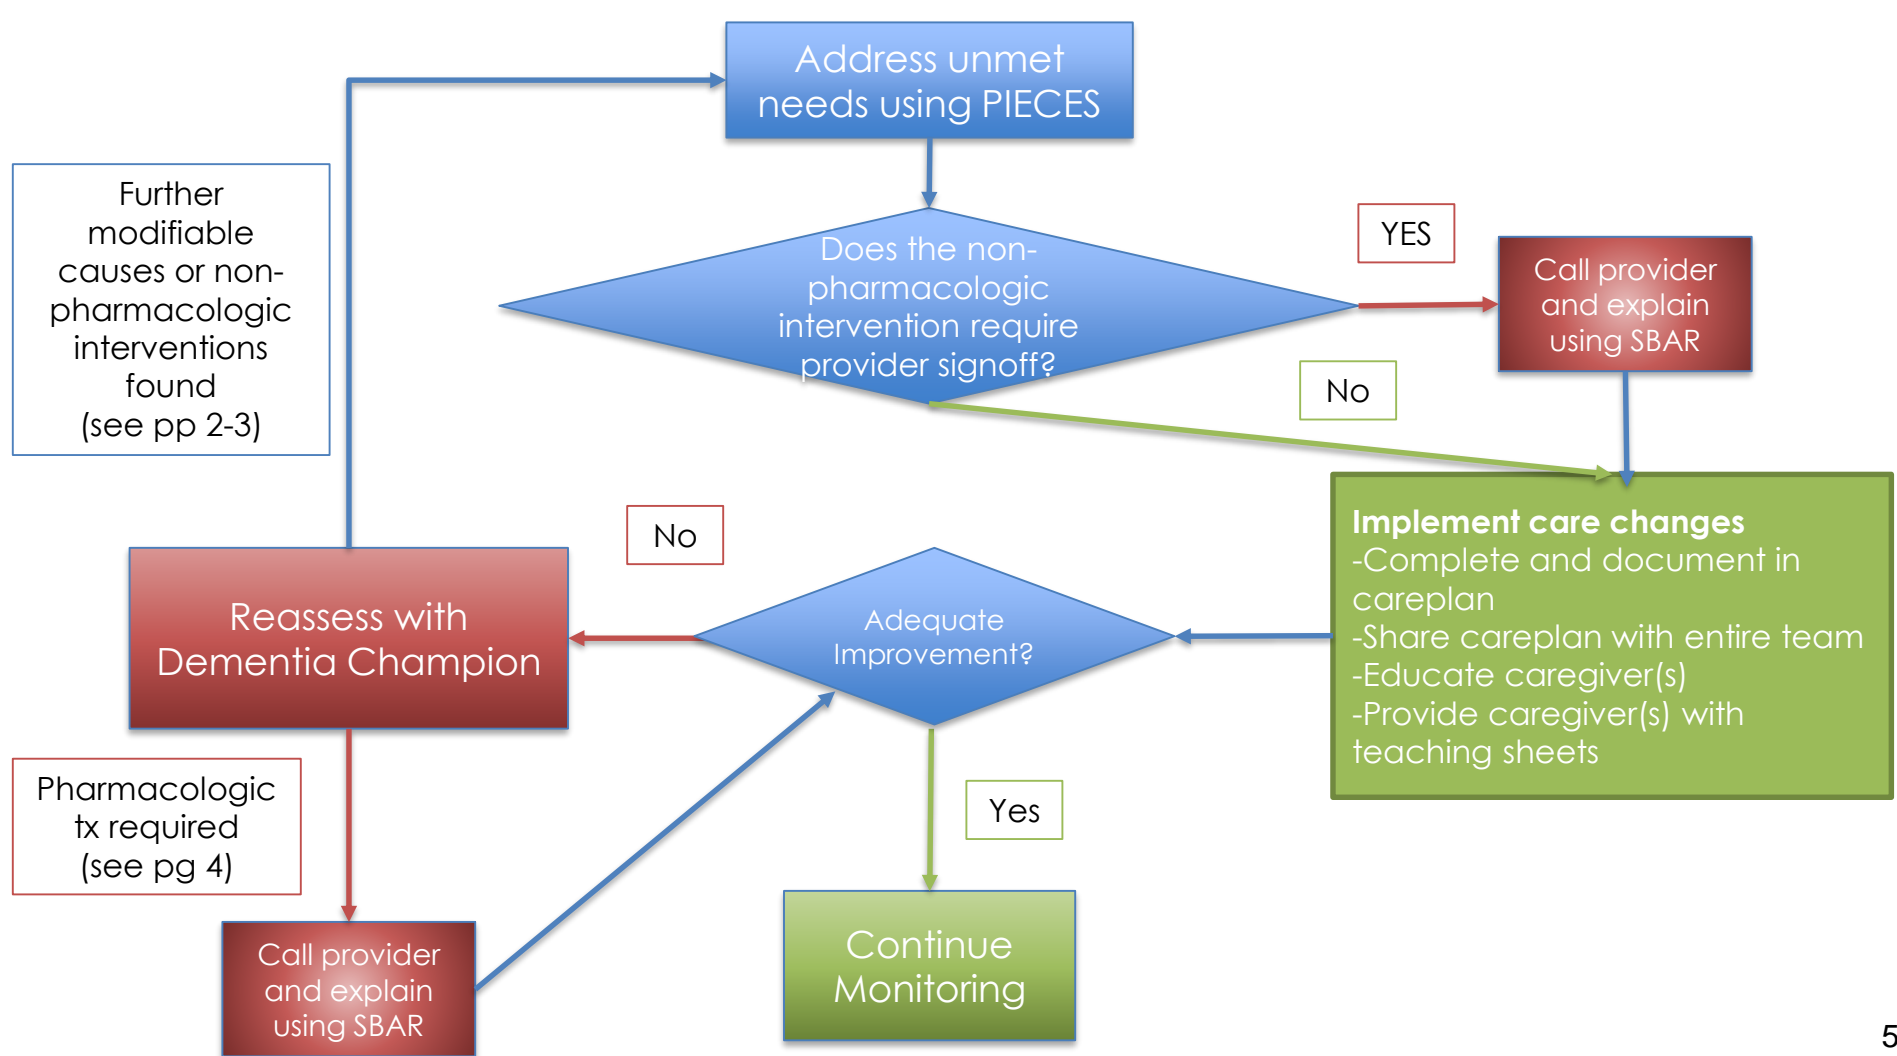 Address unmet
needs using PIECES
Further
modifiable
causes or non-
pharmacologic
interventions
found
(see pp 2-3)
Does the non-
pharmacologic
intervention require
provider signoff?
YES
Call provider
and explain
using SBAR
No
Implement care changes
-Complete and document in
careplan
-Share careplan with entire team
-Educate caregiver(s)
-Provide caregiver(s) with
teaching sheets
No
Adequate
Improvement?
Reassess with
Dementia Champion
Pharmacologic
tx required
(see pg 4)
Yes
Call provider
and explain
using SBAR
Continue
Monitoring
5